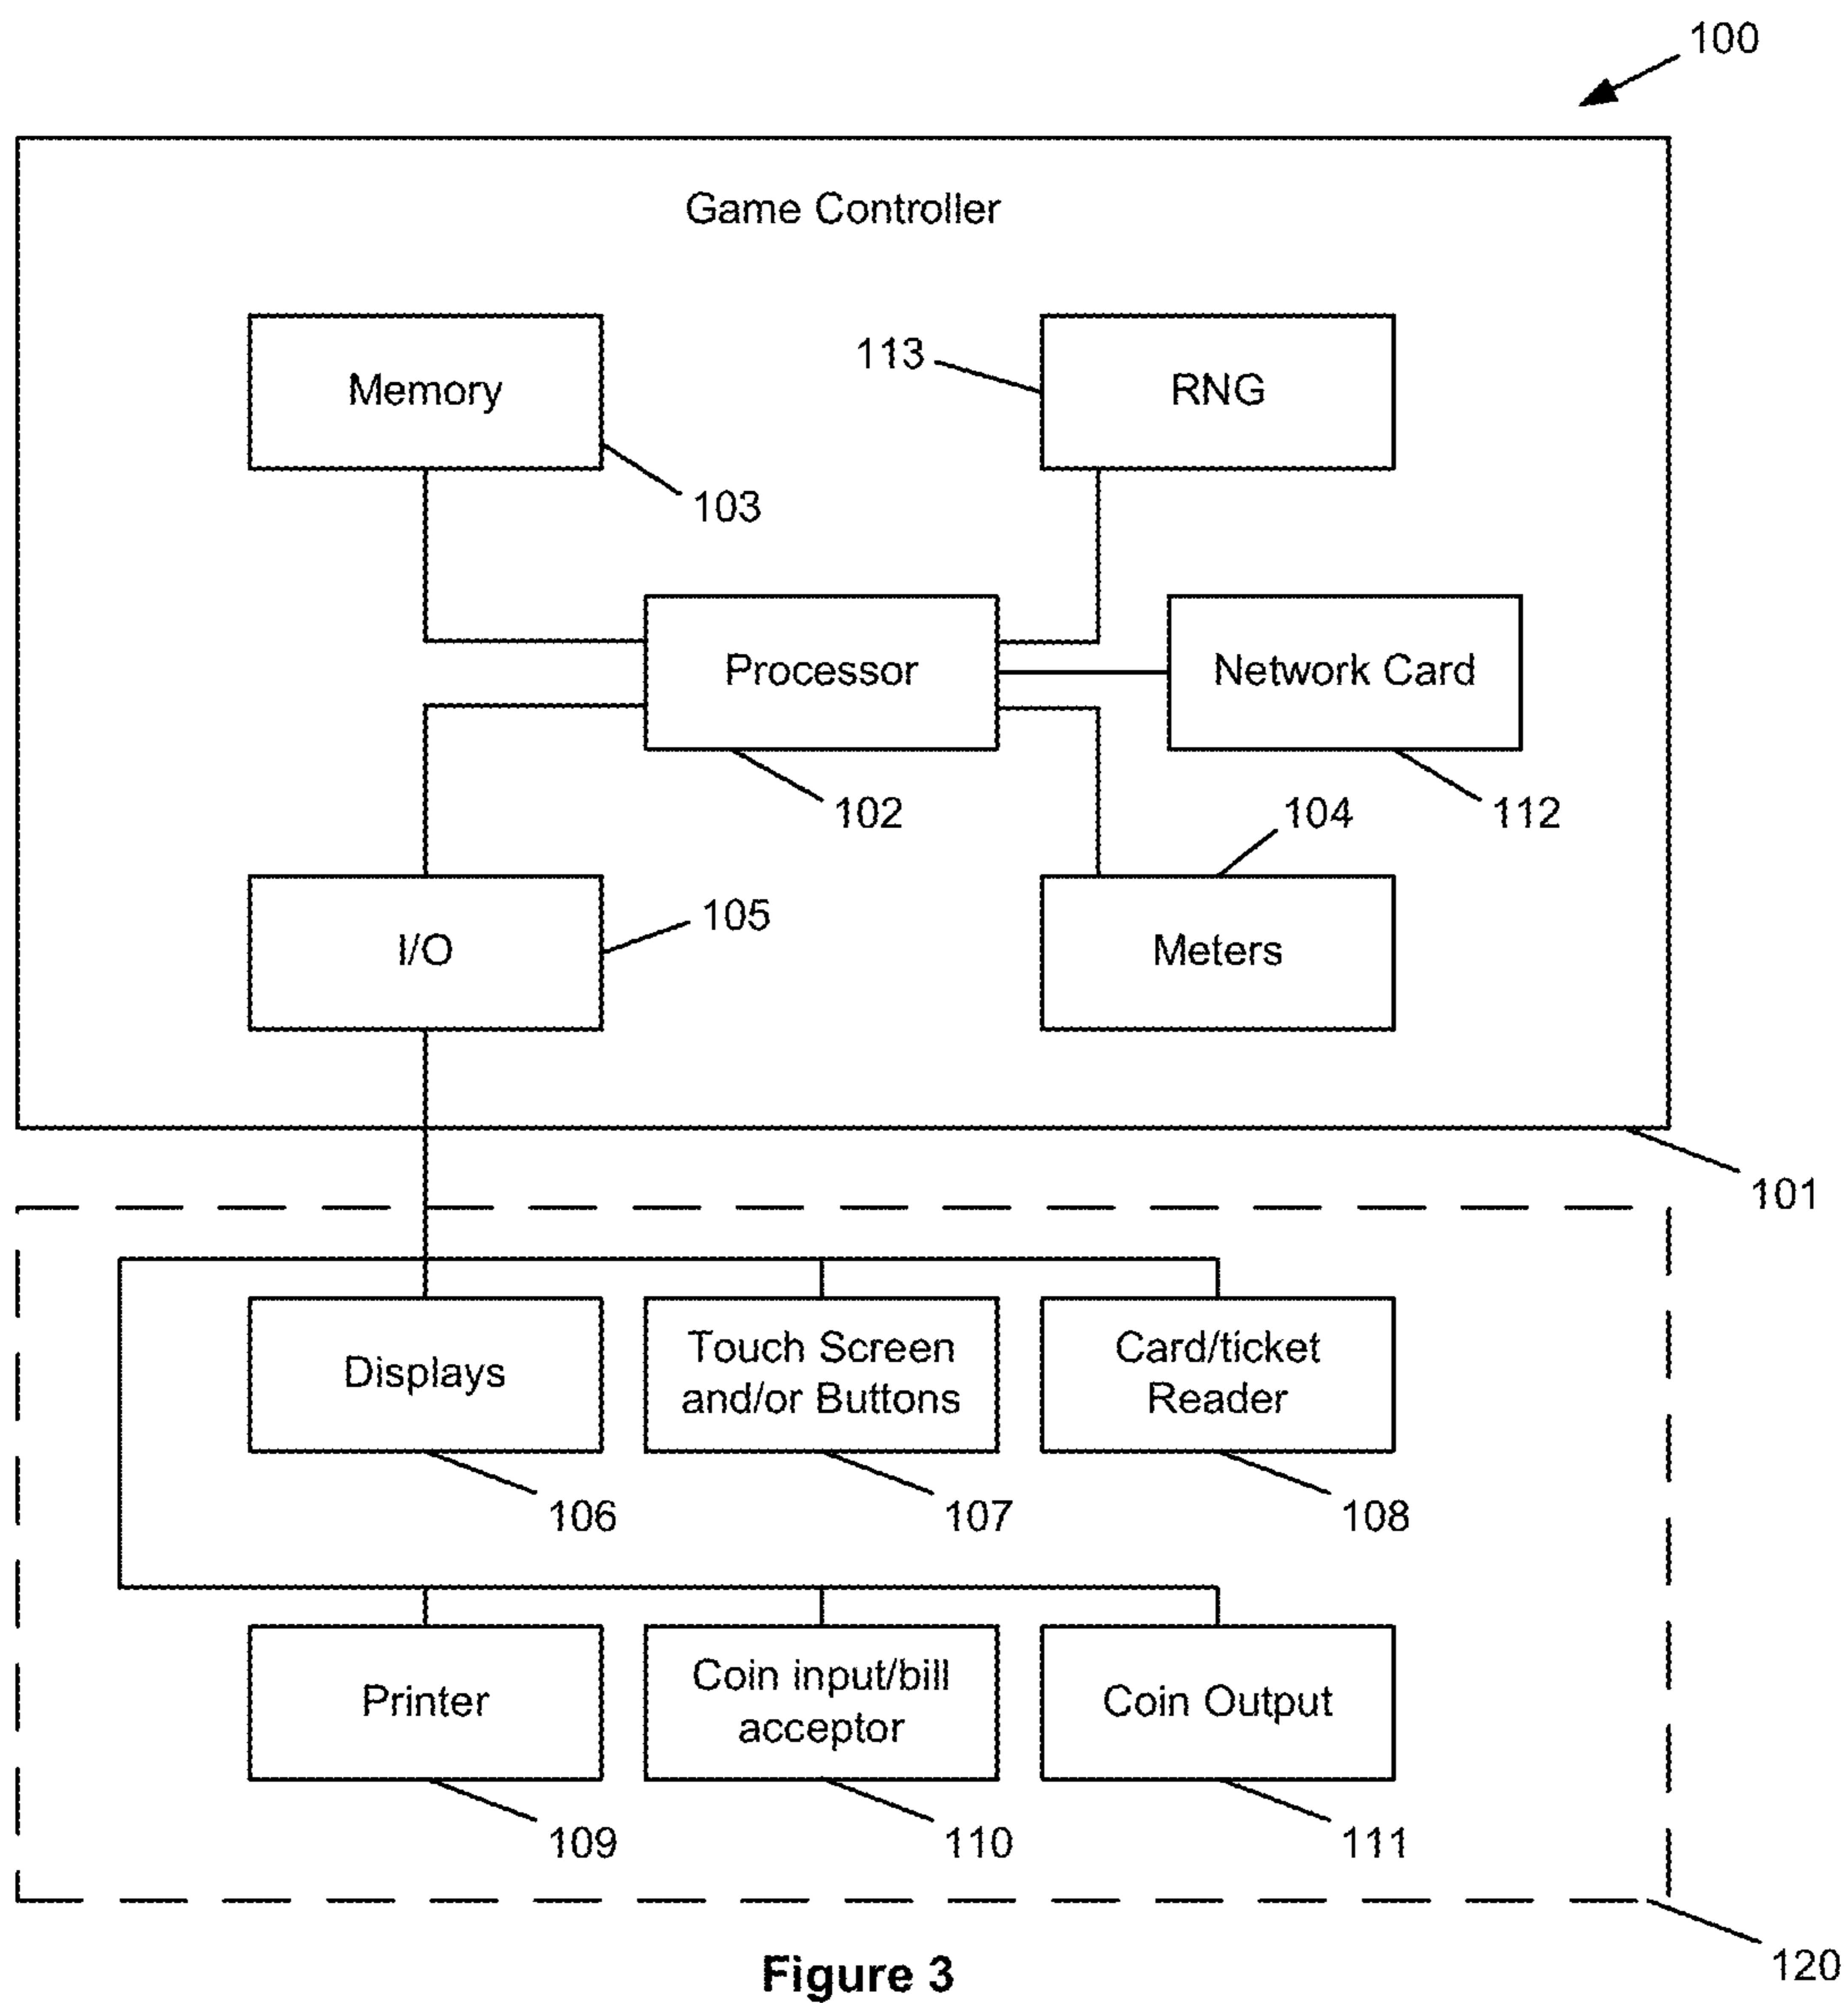 100
Game Controller
Memory
113
RNG
103
Processor
Network Card
102
104
112
I/O
105
Meters
101
Displays
Touch Screen
and/or Buttons
Card/ticket
Reader
106
107
108
Printer
Coin input/bill
acceptor
Coin Output
109
110
111
120
Figure 3